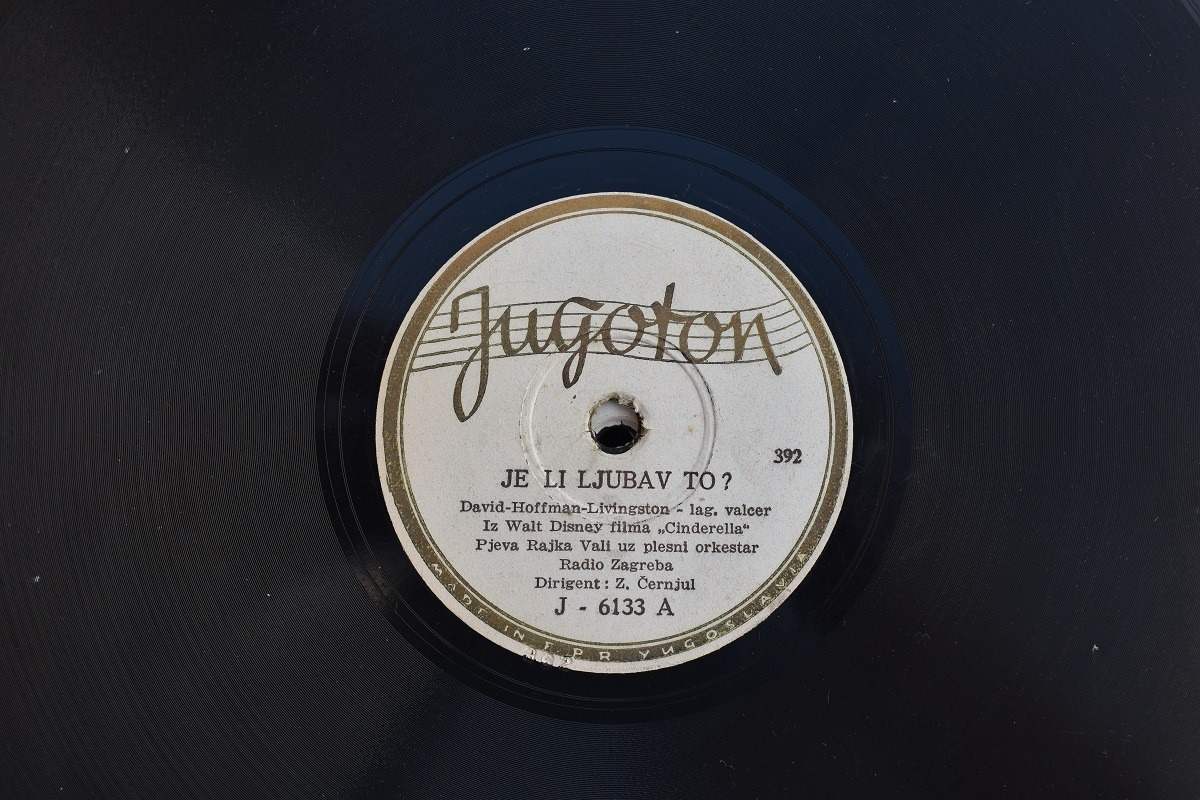 Jugoton
392
JE LI LJUBAV TO?
David-Hoffman-Livingston - lag. valcer
Iz Walt Disney filma „Cinderella“
Pjeva Rajka Vali uz plesni orkestar
Radio Zagreba
Dirigent: Z. Černjul
J - 6133 A
MADE IN F.P.R YUGOSLAVIA